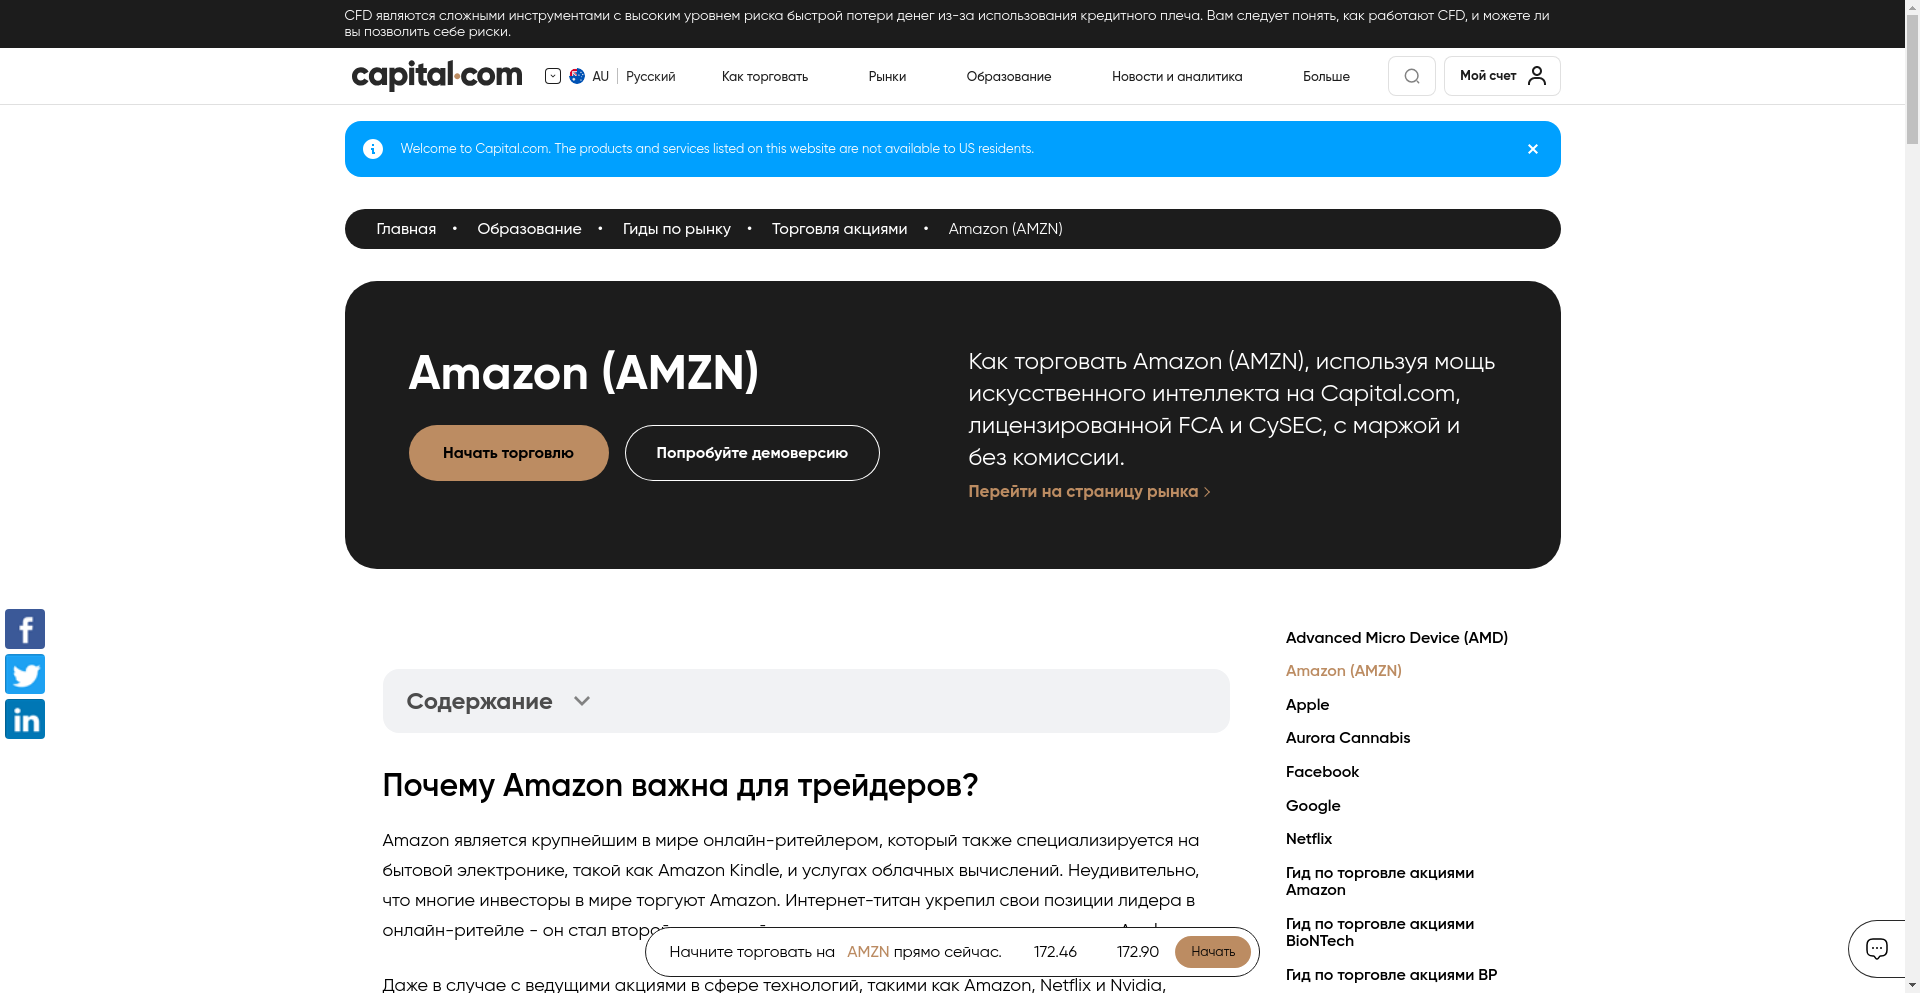 CFD являются сложными инструментами с высоким уровнем риска быстрой потери денег из-за использования кредитного плеча. Вам следует понять, как работают CFD, и можете ли
вы позволить себе риски.
capital.com
AU
Русский
Как торговать
Рынки
Образование
Новости и аналитика
Больше
Мой счет
Welcome to Capital.com. The products and services listed on this website are not available to US residents.
Главная • Образование • Гиды по рынку • Торговля акциями • Amazon (AMZN)
Amazon (AMZN)
Начать торговлю
Попробуйте демоверсию
Как торговать Amazon (AMZN), используя мощь
искусственного интеллекта на Capital.com,
лицензированной FCA и CySEC, с маржой и
без комиссии.
Перейти на страницу рынка
Содержание
Почему Amazon важна для трейдеров?
Amazon является крупнейшим в мире онлайн-ритейлером, который также специализируется на
бытовой электронике, такой как Amazon Kindle, и услугах облачных вычислений. Неудивительно,
что многие инвесторы в мире торгуют Amazon. Интернет-титан укрепил свои позиции лидера в
онлайн-ритейле - он стал
Даже в случае с ведущими акциями в сфере технологий, такими как Amazon, Netflix и Nvidia,
Advanced Micro Device (AMD)
Amazon (AMZN)
Apple
Aurora Cannabis
Facebook
Google
Netflix
Гид по торговле акциями
Amazon
Гид по торговле акциями
BioNTech
Гид по торговле акциями BP
Начните торговать на AMZN прямо сейчас. 172.46 172.90 Начать